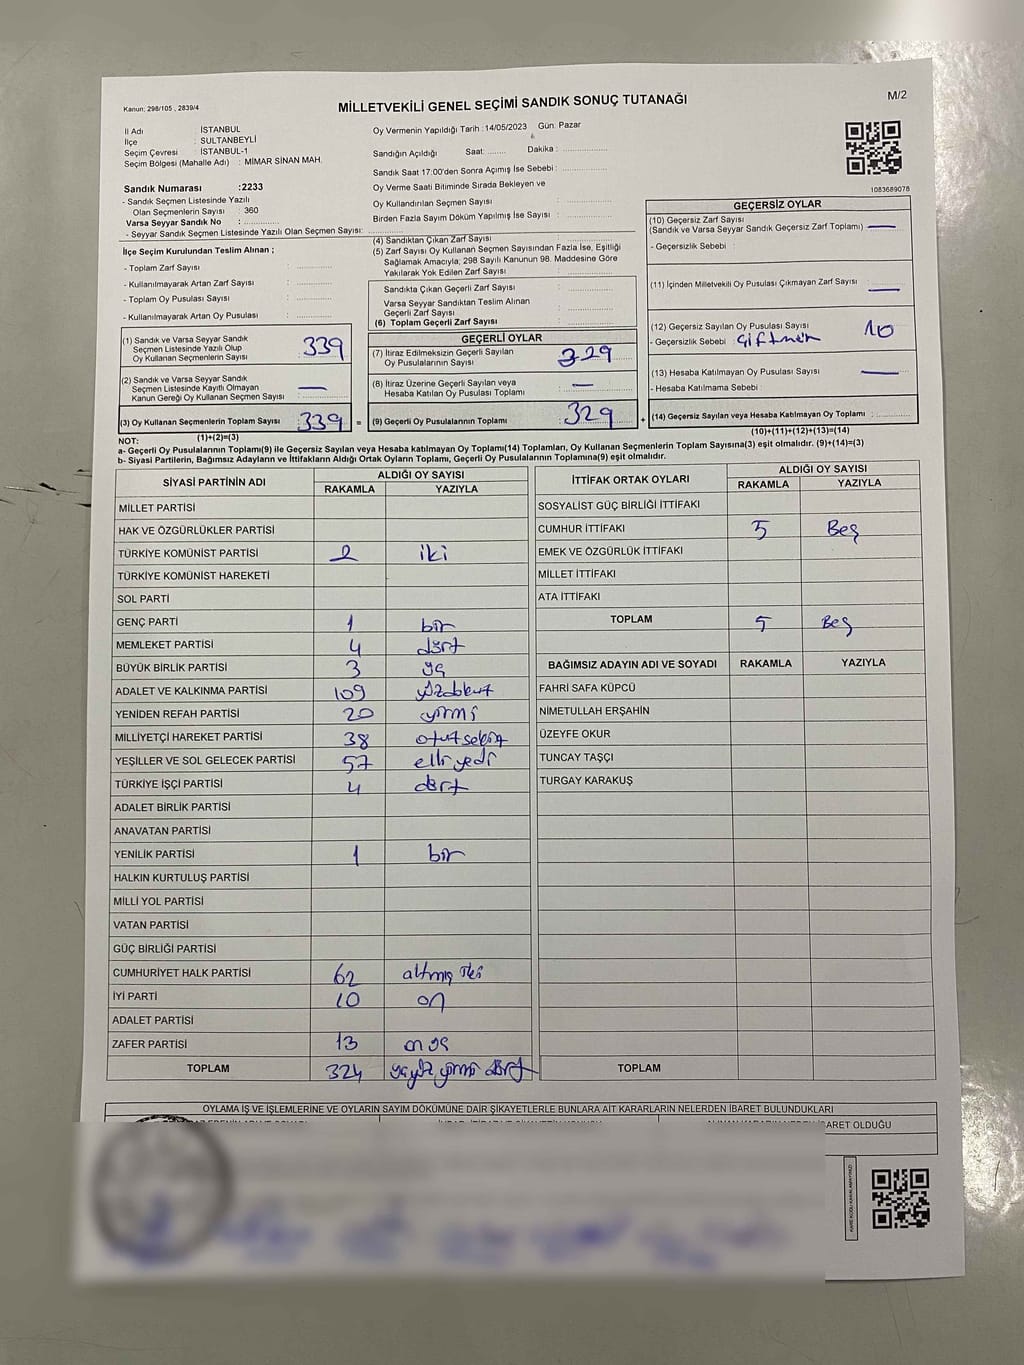 Kanun: 298/105 , 2839/4
MİLLETVEKİLİ GENEL SEÇİMİ SANDIK SONUÇ TUTANAĞI
M/2
İl Adı : İSTANBUL
İlçe : SULTANBEYLİ
Seçim Çevresi : İSTANBUL-1
Seçim Bölgesi (Mahalle Adı) : MİMAR SİNAN MAH.
Sandık Numarası :2233
- Sandık Seçmen Listesinde Yazılı
Olan Seçmenlerin Sayısı : 360
Varsa Seyyar Sandık No : ..............
- Seyyar Sandık Seçmen Listesinde Yazılı Olan Seçmen Sayısı: ..............
Oy Vermenin Yapıldığı Tarih :14/05/2023 Gün: Pazar
Sandığın Açıldığı Saat: ........ Dakika : ..............
Sandık Saat 17:00'den Sonra Açımış İse Sebebi : ..............
Oy Verme Saati Bitiminde Sırada Bekleyen ve
Oy Kullandırılan Seçmen Sayısı : ..............
Birden Fazla Sayım Döküm Yapılmış İse Sayısı : ..............
1083689078
İlçe Seçim Kurulundan Teslim Alınan ;
- Toplam Zarf Sayısı : ..............
- Kullanılmayarak Artan Zarf Sayısı : ..............
- Toplam Oy Pusulası Sayısı : ..............
- Kullanılmayarak Artan Oy Pusulası : ..............
(4) Sandıktan Çıkan Zarf Sayısı : ..............
(5) Zarf Sayısı Oy Kullanan Seçmen Sayısından Fazla İse, Eşitliği
Sağlamak Amacıyla; 298 Sayılı Kanunun 98. Maddesine Göre
Yakılarak Yok Edilen Zarf Sayısı : ..............
Sandıkta Çıkan Geçerli Zarf Sayısı : ..............
Varsa Seyyar Sandıktan Teslim Alınan
Geçerli Zarf Sayısı : ..............
(6) Toplam Geçerli Zarf Sayısı : ..............
GEÇERSİZ OYLAR
(10) Geçersiz Zarf Sayısı
(Sandık ve Varsa Seyyar Sandık Geçersiz Zarf Toplamı) : —
- Geçersizlik Sebebi :
(11) İçinden Milletvekili Oy Pusulası Çıkmayan Zarf Sayısı : —
(12) Geçersiz Sayılan Oy Pusulası Sayısı : 10
- Geçersizlik Sebebi :
(13) Hesaba Katılmayan Oy Pusulası Sayısı : —
- Hesaba Katılmama Sebebi :
(14) Geçersiz Sayılan veya Hesaba Katılmayan Oy Toplamı : ..............
(10)+(11)+(12)+(13)=(14)
(1) Sandık ve Varsa Seyyar Sandık
Seçmen Listesinde Yazılı Olup
Oy Kullanan Seçmenlerin Sayısı : 339
(2) Sandık ve Varsa Seyyar Sandık
Seçmen Listesinde Kayıtlı Olmayan
Kanun Gereği Oy Kullanan Seçmen Sayısı : —
(3) Oy Kullanan Seçmenlerin Toplam Sayısı : 339 =
(1)+(2)=(3)
GEÇERLİ OYLAR
(7) İtiraz Edilmeksizin Geçerli Sayılan
Oy Pusulalarının Sayısı : 329
(8) İtiraz Üzerine Geçerli Sayılan veya
Hesaba Katılan Oy Pusulası Toplamı : —
(9) Geçerli Oy Pusulalarının Toplamı : 329 +
NOT:
a- Geçerli Oy Pusulalarının Toplamı(9) ile Geçersiz Sayılan veya Hesaba katılmayan Oy Toplamı(14) Toplamları, Oy Kullanan Seçmenlerin Toplam Sayısına(3) eşit olmalıdır. (9)+(14)=(3)
b- Siyasi Partilerin, Bağımsız Adayların ve İttifakların Aldığı Ortak Oyların Toplamı, Geçerli Oy Pusulalarının Toplamına(9) eşit olmalıdır.
SİYASİ PARTİNİN ADI ALDIĞI OY SAYISI
RAKAMLA YAZIYLA
MİLLET PARTİSİ
HAK VE ÖZGÜRLÜKLER PARTİSİ
TÜRKİYE KOMÜNİST PARTİSİ 2 iki
TÜRKİYE KOMÜNİST HAREKETİ
SOL PARTİ
GENÇ PARTİ 1 bir
MEMLEKET PARTİSİ 4 dört
BÜYÜK BİRLİK PARTİSİ 3 üç
ADALET VE KALKINMA PARTİSİ 109 yüzdokuz
YENİDEN REFAH PARTİSİ 20 yirmi
MİLLİYETÇİ HAREKET PARTİSİ 38 otuz sekiz
YEŞİLLER VE SOL GELECEK PARTİSİ 57 elli yedi
TÜRKİYE İŞÇİ PARTİSİ 4 dört
ADALET BİRLİK PARTİSİ
ANAVATAN PARTİSİ
YENİLİK PARTİSİ 1 bir
HALKIN KURTULUŞ PARTİSİ
MİLLİ YOL PARTİSİ
VATAN PARTİSİ
GÜÇ BİRLİĞİ PARTİSİ
CUMHURİYET HALK PARTİSİ 62 altmış iki
İYİ PARTİ 10 on
ADALET PARTİSİ
ZAFER PARTİSİ 13 on üç
TOPLAM 324 üçyüz yirmi dört
İTTİFAK ORTAK OYLARI ALDIĞI OY SAYISI
RAKAMLA YAZIYLA
SOSYALİST GÜÇ BİRLİĞİ İTTİFAKI
CUMHUR İTTİFAKI 5 Beş
EMEK VE ÖZGÜRLÜK İTTİFAKI
MİLLET İTTİFAKI
ATA İTTİFAKI
TOPLAM 5 Beş
BAĞIMSIZ ADAYIN ADI VE SOYADI RAKAMLA YAZIYLA
FAHRİ SAFA KÜPCÜ
NİMETULLAH ERŞAHİN
ÜZEYFE OKUR
TUNCAY TAŞÇI
TURGAY KARAKUŞ
TOPLAM
OYLAMA İŞ VE İŞLEMLERİNE VE OYLARIN SAYIM DÖKÜMÜNE DAİR ŞİKAYETLERLE BUNLARA AİT KARARLARIN NELERDEN İBARET BULUNDUKLARI